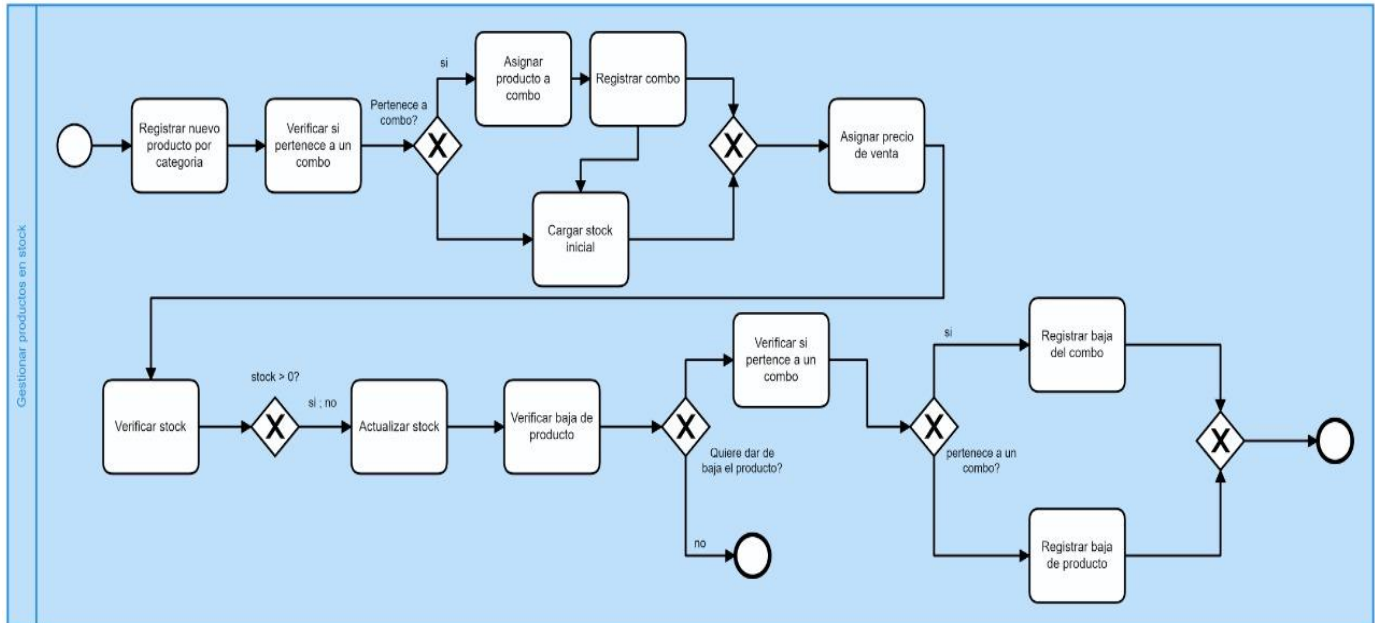 Gestionar productos en stock
Registrar nuevo
producto por
categoria
Verificar si
pertenece a un
combo
Pertenece a
combo?
si
Asignar
producto a
combo
Registrar combo
Cargar stock
inicial
Asignar precio
de venta
Verificar stock
stock > 0?
si ; no
Actualizar stock
Verificar baja de
producto
Quiere dar de
baja el producto?
no
Verificar si
pertence a un
combo
pertenece a un
combo?
si
Registrar baja
del combo
Registrar baja
de producto